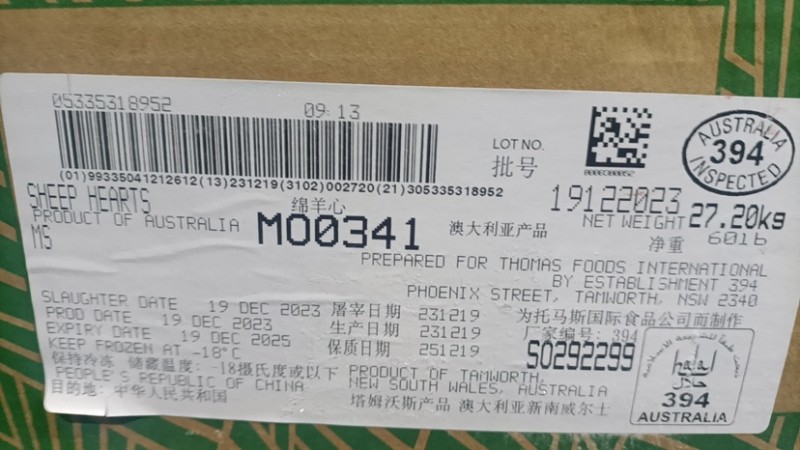 05335318952
09:13
(01)99335041212612(13)231219(3102)002720(21)305335318952
LOT NO.
批号
AUSTRALIA
394
INSPECTED
SHEEP HEARTS
绵羊心
19122023
NET WEIGHT 27.20kg
净重 60lb
PRODUCT OF AUSTRALIA
MO0341
澳大利亚产品
MS
PREPARED FOR THOMAS FOODS INTERNATIONAL
BY ESTABLISHMENT 394
PHOENIX STREET, TAMWORTH, NSW 2340
SLAUGHTER DATE 19 DEC 2023 屠宰日期 231219 为托马斯国际食品公司而制作
PROD DATE 19 DEC 2023 生产日期 231219 厂家编号: 394
EXPIRY DATE 19 DEC 2025 保质日期 251219 S0292299
KEEP FROZEN AT -18°C
保持冷冻 储藏温度: -18摄氏度或以下 PRODUCT OF TAMWORTH,
PEOPLE'S REPUBLIC OF CHINA NEW SOUTH WALES, AUSTRALIA
目的地: 中华人民共和国 塔姆沃斯产品 澳大利亚新南威尔士
halal
حلال
394
AUSTRALIA